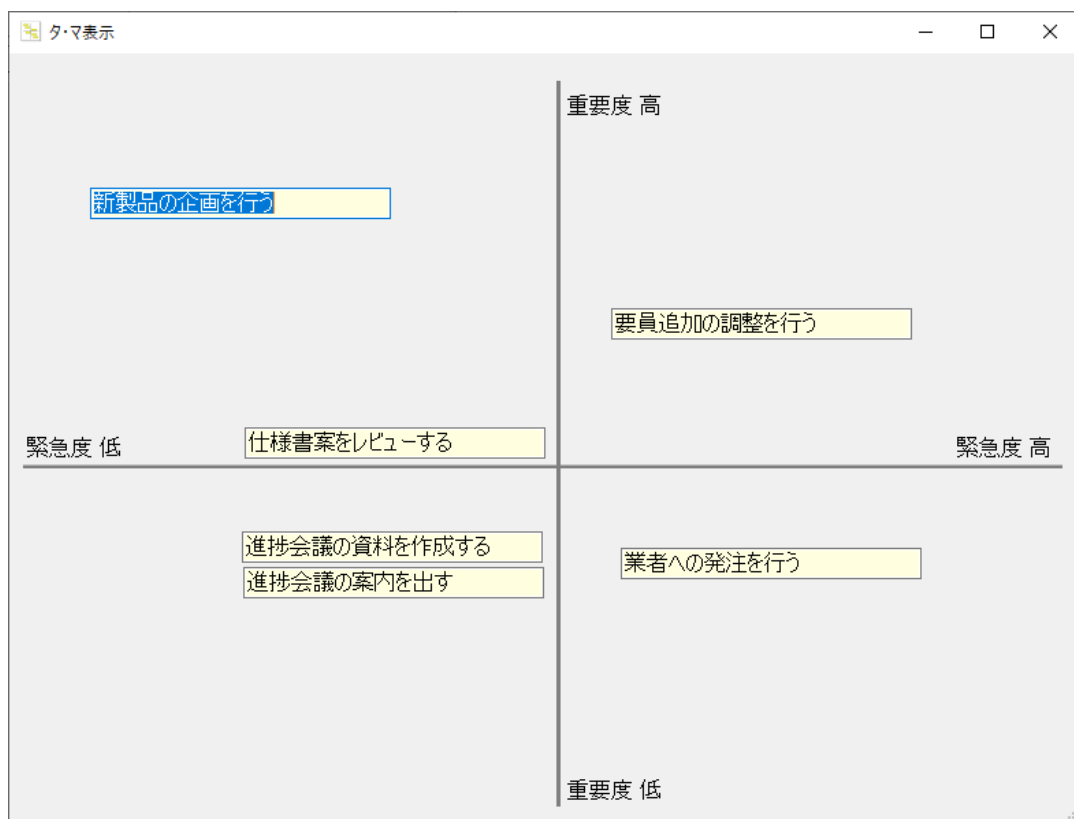 タ・マ表示
重要度 高
新製品の企画を行う
要員追加の調整を行う
緊急度 低
仕様書案をレビューする
緊急度 高
進捗会議の資料を作成する
業者への発注を行う
進捗会議の案内を出す
重要度 低